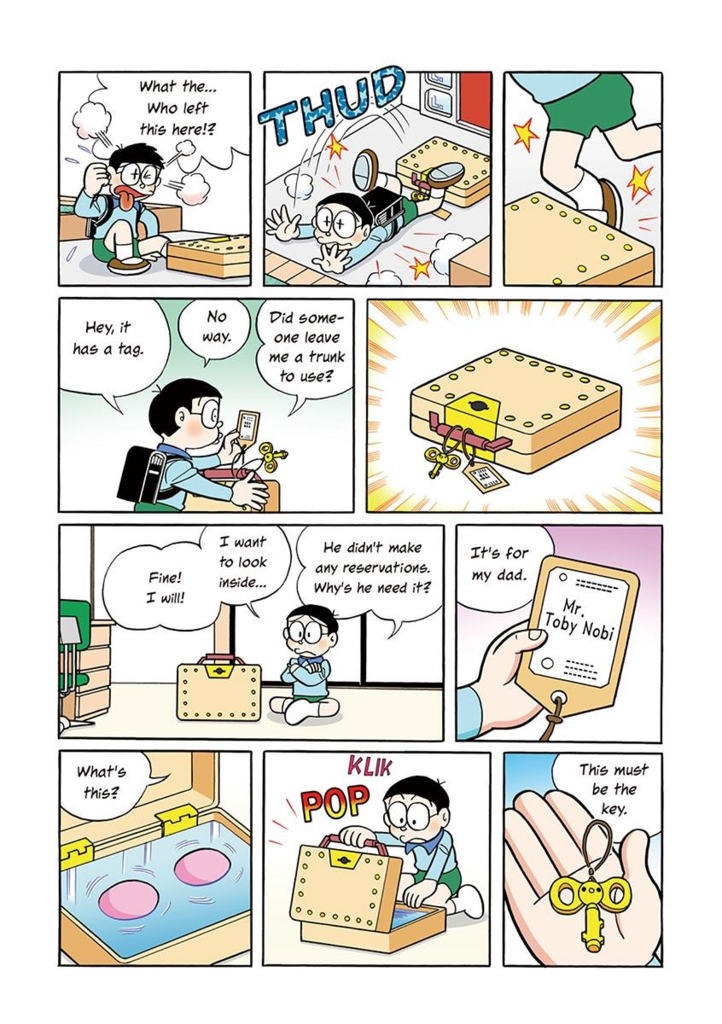 THUD
What the...
Who left
this here!?
Did some-
one leave
me a trunk
to use?
No
way.
Hey, it
has a tag.
It's for
my dad.
Mr.
Toby Nobi
He didn't make
any reservations.
Why's he need it?
I want
to look
inside...
Fine!
I will!
This must
be the
key.
KLIK
POP
What's
this?